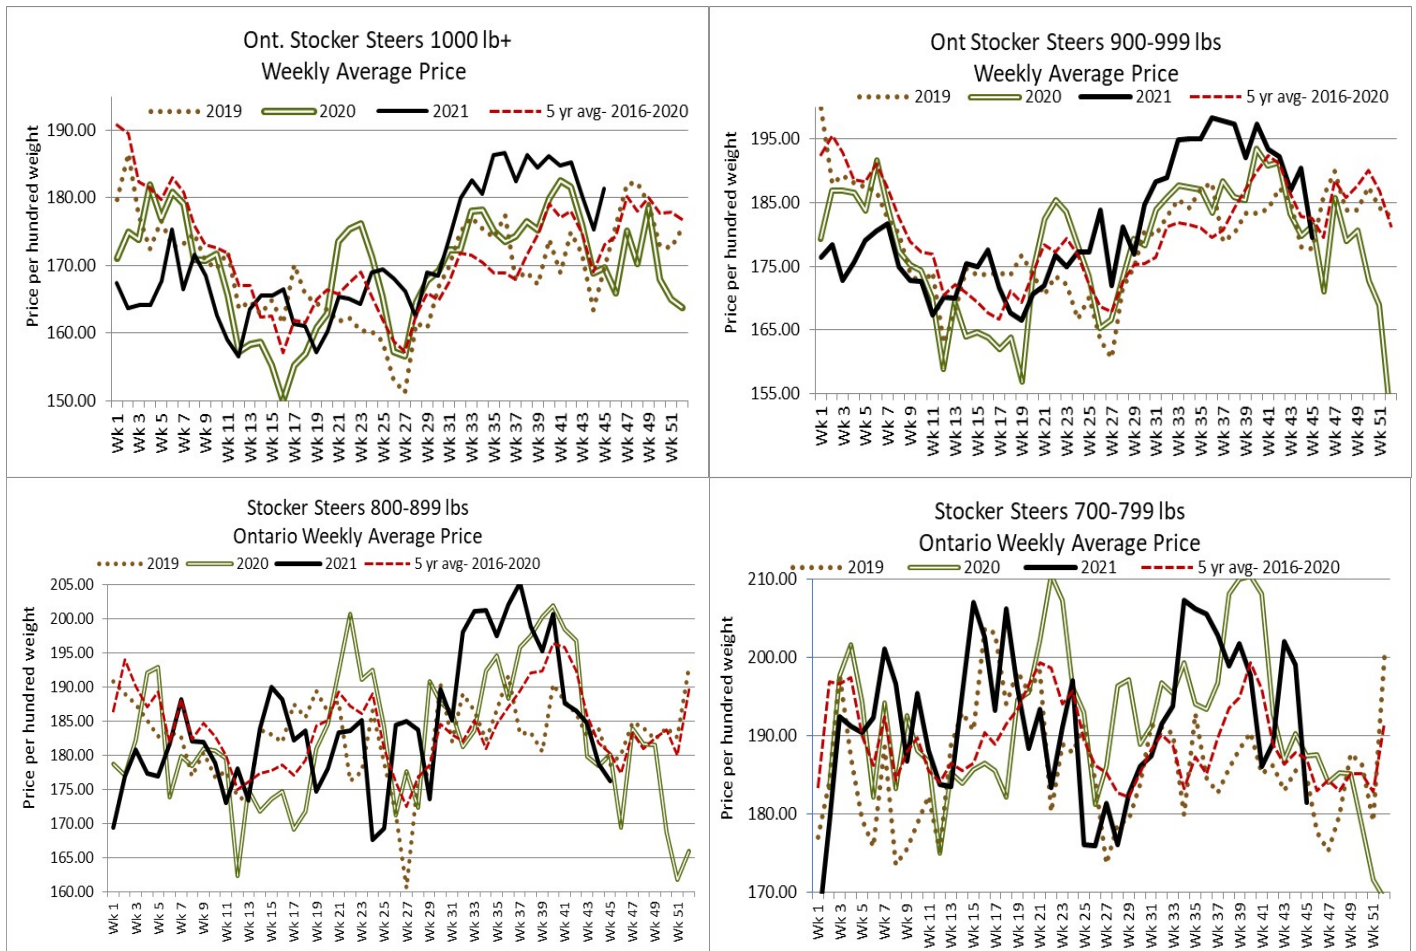 Ont. Stocker Steers 1000 lb+
Weekly Average Price
2019 2020 2021 5 yr avg- 2016-2020
Price per hundred weight
190.00
180.00
170.00
160.00
150.00
Wk 1 Wk 3 Wk 5 Wk 7 Wk 9 Wk 11 Wk 13 Wk 15 Wk 17 Wk 19 Wk 21 Wk 23 Wk 25 Wk 27 Wk 29 Wk 31 Wk 33 Wk 35 Wk 37 Wk 39 Wk 41 Wk 43 Wk 45 Wk 47 Wk 49 Wk 51
Ont Stocker Steers 900-999 lbs
Weekly Average Price
2019 2020 2021 5 yr avg- 2016-2020
Price per hundred weight
195.00
185.00
175.00
165.00
155.00
Wk 1 Wk 3 Wk 5 Wk 7 Wk 9 Wk 11 Wk 13 Wk 15 Wk 17 Wk 19 Wk 21 Wk 23 Wk 25 Wk 27 Wk 29 Wk 31 Wk 33 Wk 35 Wk 37 Wk 39 Wk 41 Wk 43 Wk 45 Wk 47 Wk 49 Wk 51
Stocker Steers 800-899 lbs
Ontario Weekly Average Price
2019 2020 2021 5 yr avg- 2016-2020
Price per hundred weight
205.00
200.00
195.00
190.00
185.00
180.00
175.00
170.00
165.00
160.00
Wk 1 Wk 3 Wk 5 Wk 7 Wk 9 Wk 11 Wk 13 Wk 15 Wk 17 Wk 19 Wk 21 Wk 23 Wk 25 Wk 27 Wk 29 Wk 31 Wk 33 Wk 35 Wk 37 Wk 39 Wk 41 Wk 43 Wk 45 Wk 47 Wk 49 Wk 51
Stocker Steers 700-799 lbs
Ontario Weekly Average Price
2019 2020 2021 5 yr avg- 2016-2020
Price per hundred weight
210.00
200.00
190.00
180.00
170.00
Wk 1 Wk 3 Wk 5 Wk 7 Wk 9 Wk 11 Wk 13 Wk 15 Wk 17 Wk 19 Wk 21 Wk 23 Wk 25 Wk 27 Wk 29 Wk 31 Wk 33 Wk 35 Wk 37 Wk 39 Wk 41 Wk 43 Wk 45 Wk 47 Wk 49 Wk 51